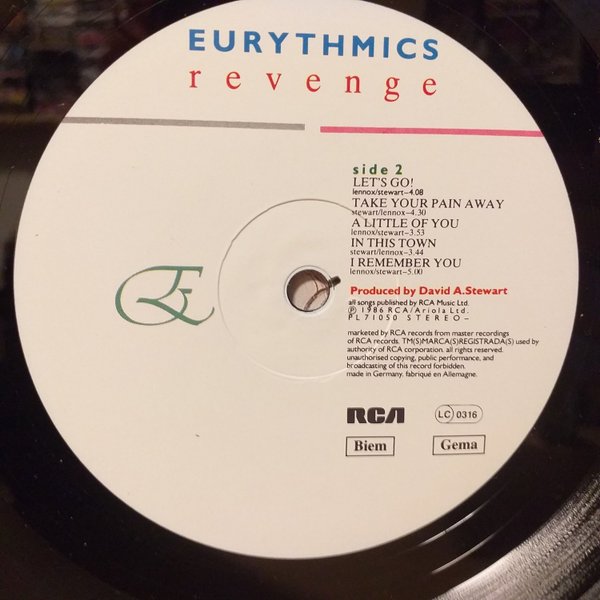 EURYTHMICS
revenge
side 2
LET'S GO!
lennox/stewart–4.08
TAKE YOUR PAIN AWAY
stewart/lennox–4.30
A LITTLE OF YOU
lennox/stewart–3.53
IN THIS TOWN
stewart/lennox–3.44
I REMEMBER YOU
lennox/stewart–5.00
Produced by David A.Stewart
all songs published by RCA Music Ltd.
Ⓟ 1986 RCA/Ariola Ltd.
PL71050 STEREO–
marketed by RCA records from master recordings
of RCA records. TM(S)MARCA(S)REGISTRADA(S) used by
authority of RCA corporation. all rights reserved.
unauthorised copying, public performance, and
broadcasting of this record forbidden.
made in Germany. fabriqué en Allemagne.
E
RCA
LC 0316
Biem
Gema